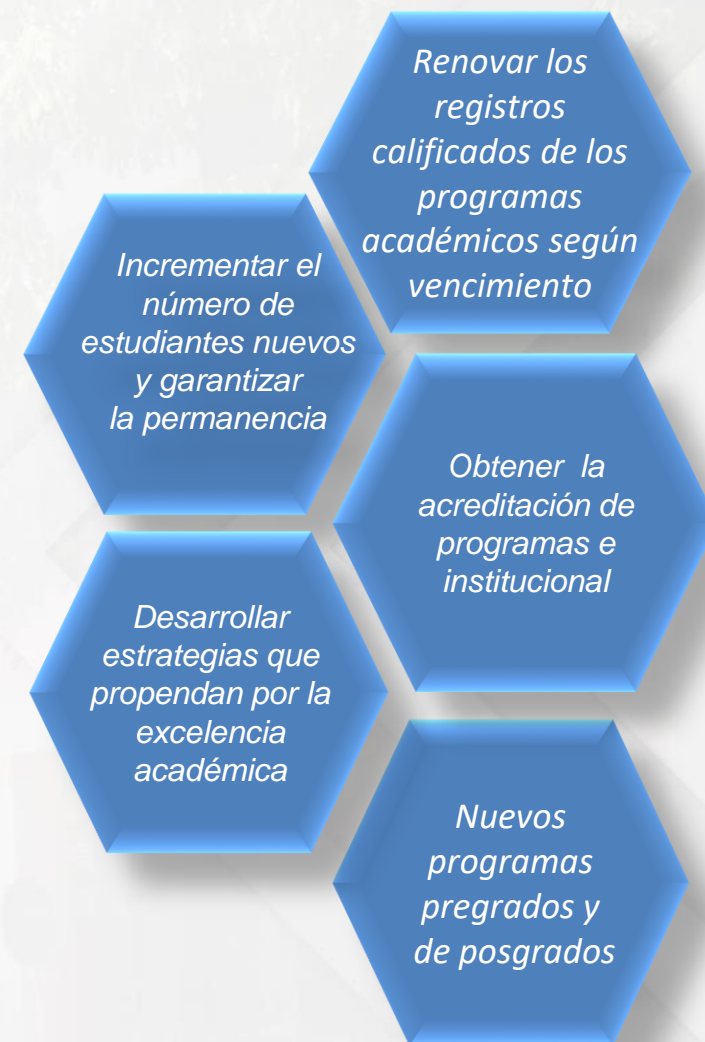 Renovar los
registros
calificados de los
programas
académicos según
vencimiento
Incrementar el
número de
estudiantes nuevos
y garantizar
la permanencia
Obtener la
acreditación de
programas e
institucional
Desarrollar
estrategias que
propendan por la
excelencia
académica
Nuevos
programas
pregrados y
de posgrados